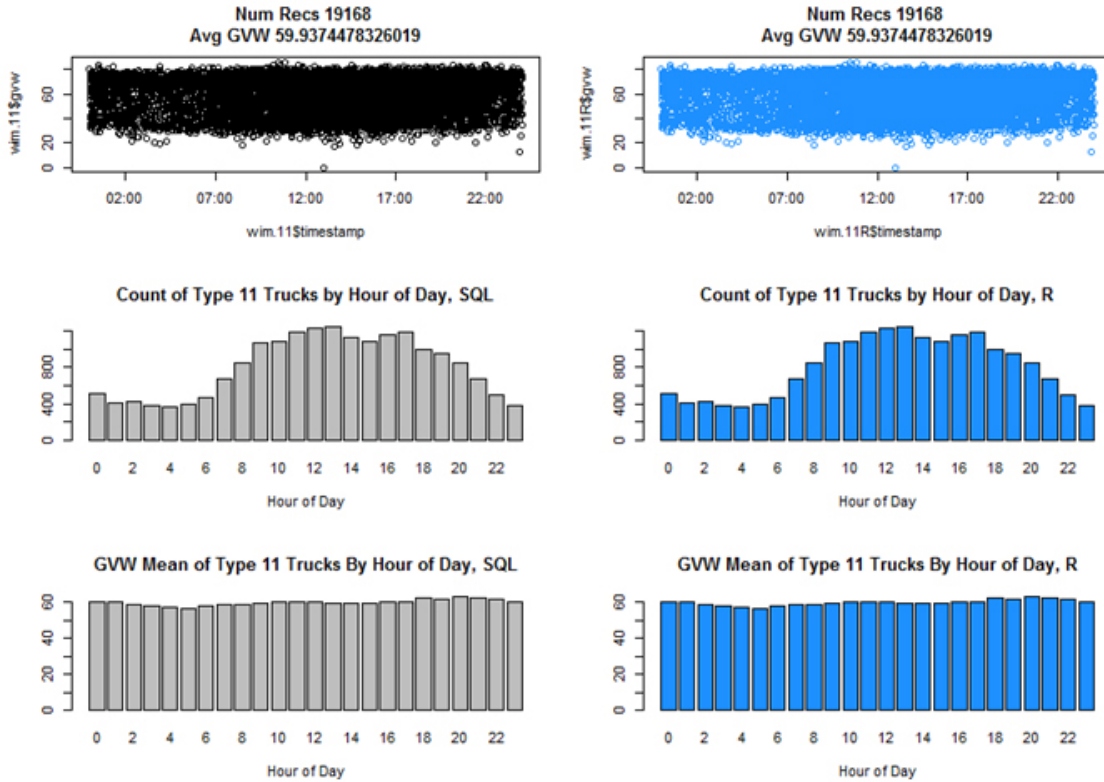 Num Recs 19168
Avg GVW 59.9374478326019
wim.11$gvw
0 20 60
02:00 07:00 12:00 17:00 22:00
wim.11$timestamp
Num Recs 19168
Avg GVW 59.9374478326019
wim.11R$gvw
0 20 60
02:00 07:00 12:00 17:00 22:00
wim.11R$timestamp
Count of Type 11 Trucks by Hour of Day, SQL
0 400 800
0 2 4 6 8 10 12 14 16 18 20 22
Hour of Day
Count of Type 11 Trucks by Hour of Day, R
0 400 800
0 2 4 6 8 10 12 14 16 18 20 22
Hour of Day
GVW Mean of Type 11 Trucks By Hour of Day, SQL
0 20 40 60
0 2 4 6 8 10 12 14 16 18 20 22
Hour of Day
GVW Mean of Type 11 Trucks By Hour of Day, R
0 20 40 60
0 2 4 6 8 10 12 14 16 18 20 22
Hour of Day